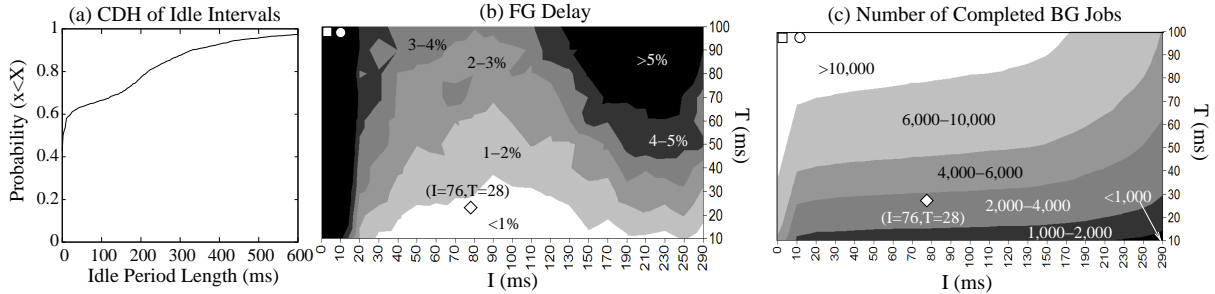 (a) CDH of Idle Intervals
1
0.8
0.6
0.4
0.2
0
Probability (x<X)
0 100 200 300 400 500 600
Idle Period Length (ms)
(b) FG Delay
3–4%
2–3%
>5%
4–5%
1–2%
(I=76,T=28)
<1%
100
90
80
70
60
50
40
30
20
10
T (ms)
0 10 20 30 40 50 60 70 80 90 100 110 130 150 170 190 210 230 250 290
I (ms)
(c) Number of Completed BG Jobs
>10,000
6,000–10,000
4,000–6,000
<1,000
2,000–4,000
(I=76,T=28)
1,000–2,000
100
90
80
70
60
50
40
30
20
10
T (ms)
0 10 20 30 40 50 60 70 80 90 100 110 130 150 170 190 210 230 250 290
I (ms)